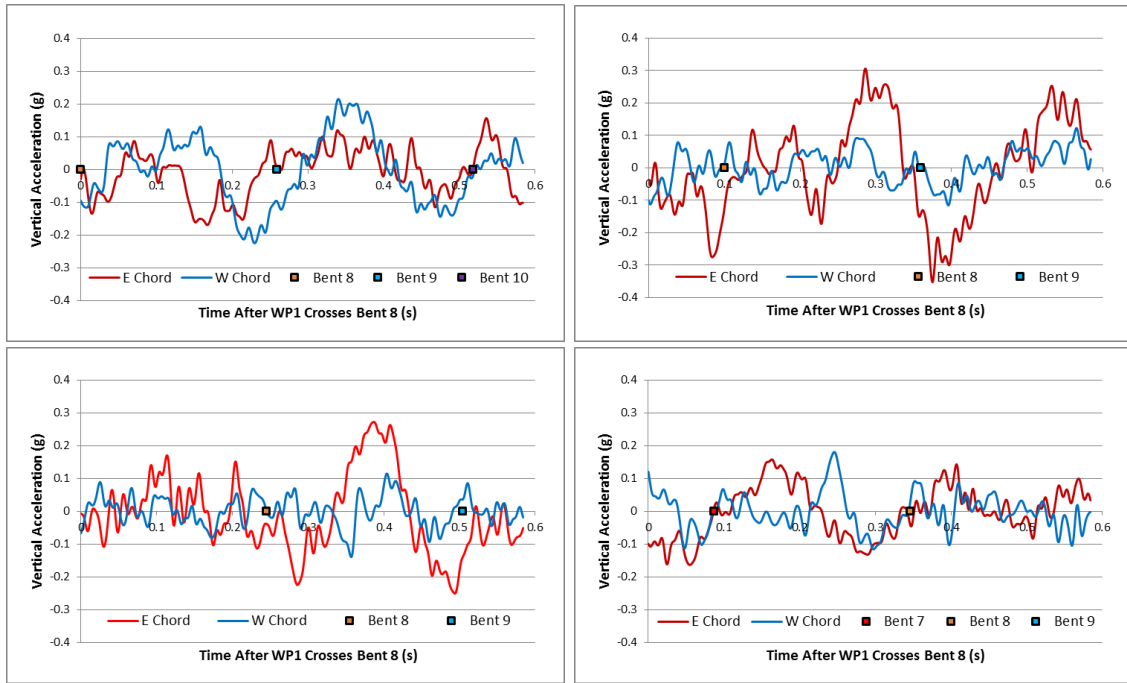 0.4
0.3
0.2
0.1
0
-0.1
-0.2
-0.3
-0.4
0 0.1 0.2 0.3 0.4 0.5 0.6
Vertical Acceleration (g)
E Chord W Chord Bent 8 Bent 9 Bent 10
Time After WP1 Crosses Bent 8 (s)
0.4
0.3
0.2
0.1
0
-0.1
-0.2
-0.3
-0.4
0 0.1 0.2 0.3 0.4 0.5 0.6
Vertical Acceleration (g)
E Chord W Chord Bent 8 Bent 9
Time After WP1 Crosses Bent 8 (s)
0.4
0.3
0.2
0.1
0
-0.1
-0.2
-0.3
-0.4
0 0.1 0.2 0.3 0.4 0.5 0.6
Vertical Acceleration (g)
E Chord W Chord Bent 8 Bent 9
Time After WP1 Crosses Bent 8 (s)
0.4
0.3
0.2
0.1
0
-0.1
-0.2
-0.3
-0.4
0 0.1 0.2 0.3 0.4 0.5 0.6
Vertical Acceleration (g)
E Chord W Chord Bent 7 Bent 8 Bent 9
Time After WP1 Crosses Bent 8 (s)